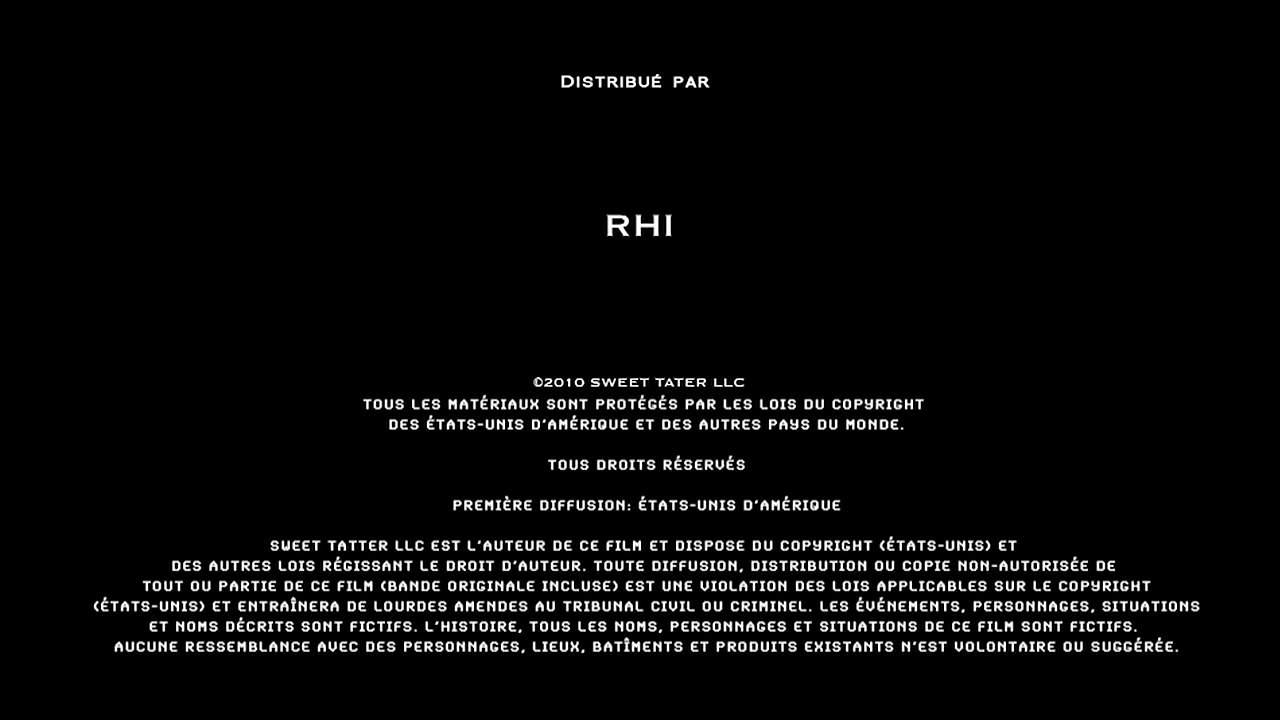 Distribué par
RHI
©2010 SWEET TATER LLC
TOUS LES MATÉRIAUX SONT PROTÉGÉS PAR LES LOIS DU COPYRIGHT
DES ÉTATS-UNIS D'AMÉRIQUE ET DES AUTRES PAYS DU MONDE.
TOUS DROITS RÉSERVÉS
PREMIÈRE DIFFUSION: ÉTATS-UNIS D'AMÉRIQUE
SWEET TATTER LLC EST L'AUTEUR DE CE FILM ET DISPOSE DU COPYRIGHT (ÉTATS-UNIS) ET
DES AUTRES LOIS RÉGISSANT LE DROIT D'AUTEUR. TOUTE DIFFUSION, DISTRIBUTION OU COPIE NON-AUTORISÉE DE
TOUT OU PARTIE DE CE FILM (BANDE ORIGINALE INCLUSE) EST UNE VIOLATION DES LOIS APPLICABLES SUR LE COPYRIGHT
(ÉTATS-UNIS) ET ENTRAÎNERA DE LOURDES AMENDES AU TRIBUNAL CIVIL OU CRIMINEL. LES ÉVÉNEMENTS, PERSONNAGES, SITUATIONS
ET NOMS DÉCRITS SONT FICTIFS. L'HISTOIRE, TOUS LES NOMS, PERSONNAGES ET SITUATIONS DE CE FILM SONT FICTIFS.
AUCUNE RESSEMBLANCE AVEC DES PERSONNAGES, LIEUX, BATÎMENTS ET PRODUITS EXISTANTS N'EST VOLONTAIRE OU SUGGÉRÉE.